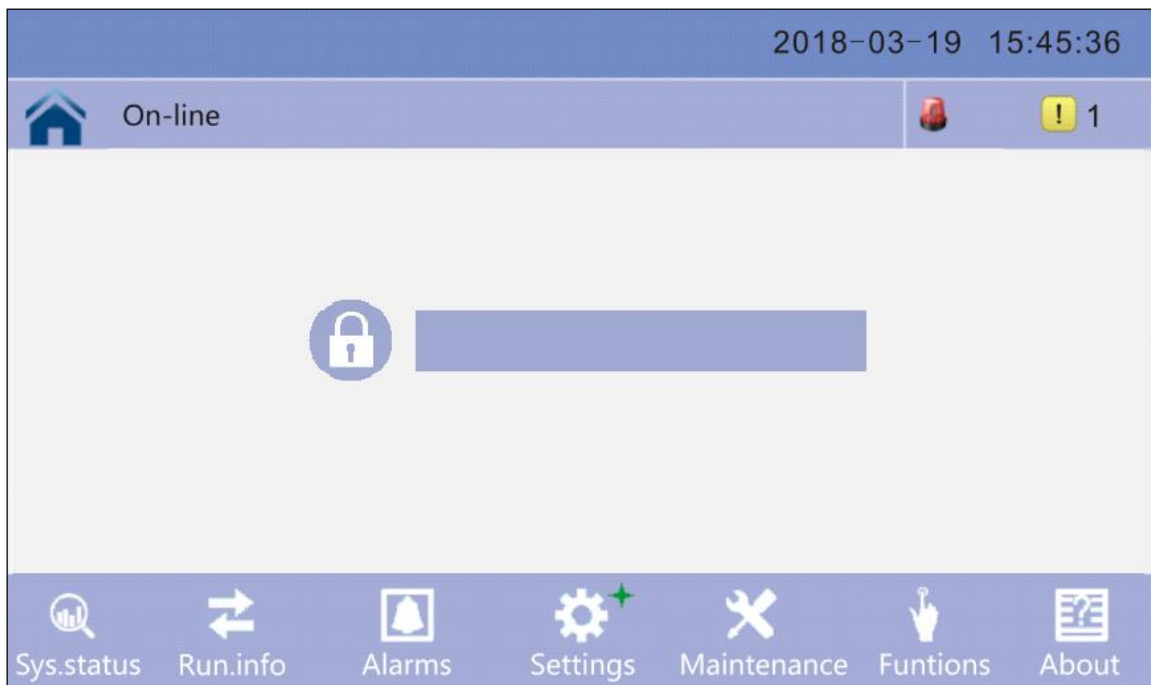 2018-03-19 15:45:36
On-line
! 1
Sys.status Run.info Alarms Settings Maintenance Funtions About